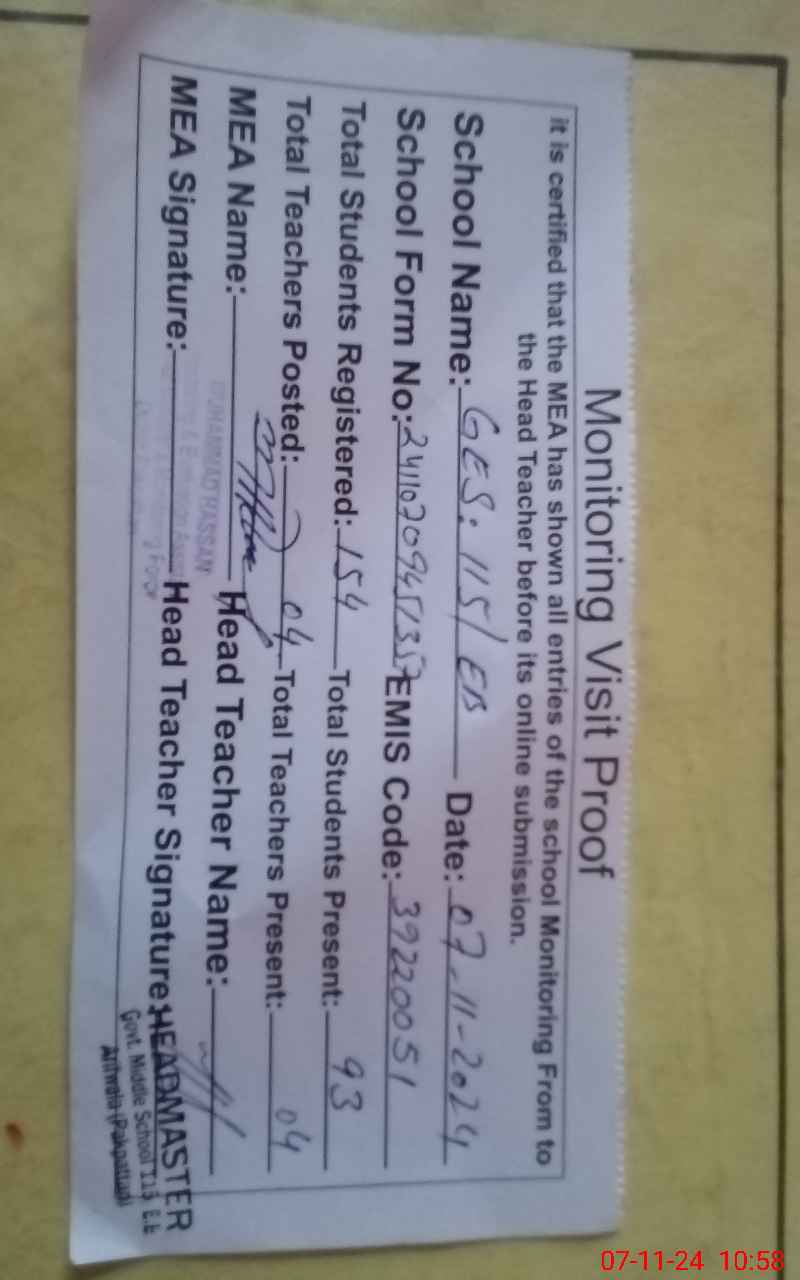 Monitoring Visit Proof
it is certified that the MEA has shown all entries of the school Monitoring From to
the Head Teacher before its online submission.
School Name: GES. 115/EB Date: 07-11-2024
School Form No: EMIS Code: 39220051
Total Students Registered: 154 Total Students Present: 93
Total Teachers Posted: 04 Total Teachers Present: 04
MEA Name: Head Teacher Name:
MUHAMMAD HASSAN
MEA Signature: Head Teacher Signature:
HEADMASTER
Govt. Middle School 115 E.b
Arifwala (Pakpattan)
07-11-24 10:58